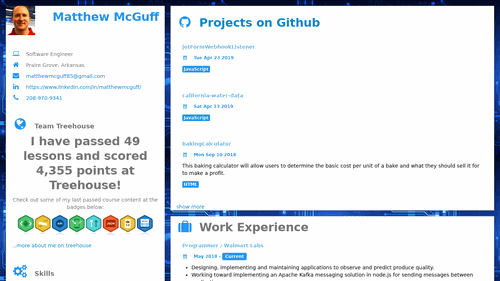 Matthew McGuff
Software Engineer
Praire Grove, Arkansas
matthewmcguff85@gmail.com
https://www.linkedin.com/in/matthewmcguff/
208-970-9341
Team Treehouse
I have passed 49
lessons and scored
4,355 points at
Treehouse!
Check out some of my last passed course content at the
badges below:
...more about me on treehouse
Skills
Projects on Github
JotFormWebhookListener
Tue Apr 23 2019
JavaScript
california-water-data
Sat Apr 13 2019
JavaScript
bakingCalculator
Mon Sep 10 2018
This baking calculator will allow users to determine the basic cost per unit of a bake and what they should sell it for
to make a profit.
HTML
show more
Work Experience
Programmer / Walmart Labs
May 2018 - Current
Designing, implementing and maintaining applications to observe and predict produce quality.
Working toward implementing an Apache Kafka messaging solution in node.js for sending messages between